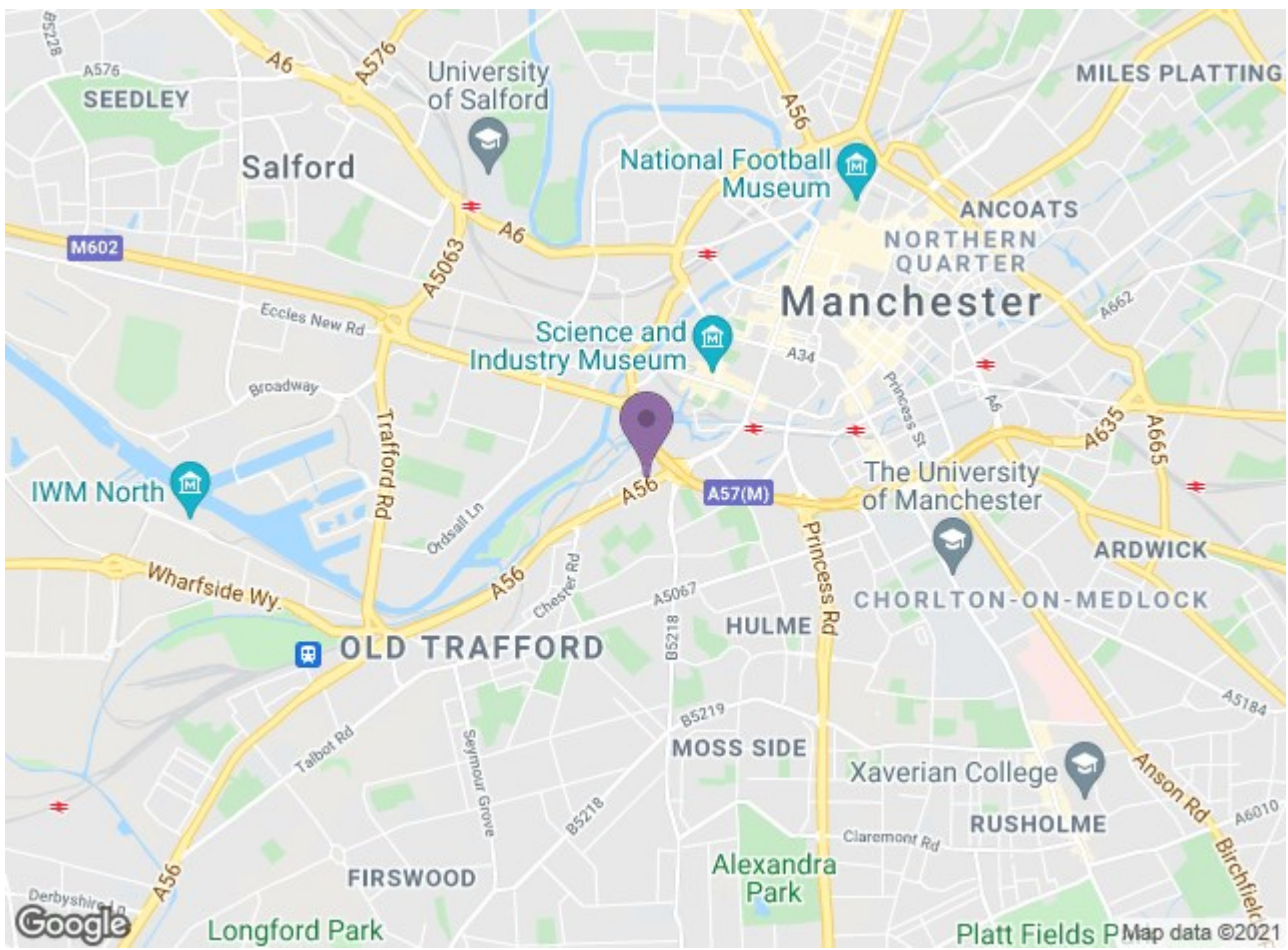 B5228
A6
A576
A576
SEEDLEY
University
of Salford
A56
MILES PLATTING
Salford
National Football
Museum
ANCOATS
A6
NORTHERN
QUARTER
M602
A5063
Manchester
A662
Eccles New Rd
Science and
Industry Museum
A34
Broadway
Princess St
A6
A635
A665
Trafford Rd
IWM North
A56
A57(M)
The University
of Manchester
Ordsall Ln
Princess Rd
ARDWICK
Wharfside Wy.
A56
Chester Rd
A5067
CHORLTON-ON-MEDLOCK
HULME
B5218
OLD TRAFFORD
A5184
B5219
Talbot Rd
Seymour Grove
MOSS SIDE
Xaverian College
Anson Rd
B5218
RUSHOLME
A6010
Claremont Rd
Alexandra
Park
FIRSWOOD
A56
Birchfiel
Derbyshire Ln
Google
Longford Park
Platt Fields P
Map data ©2021